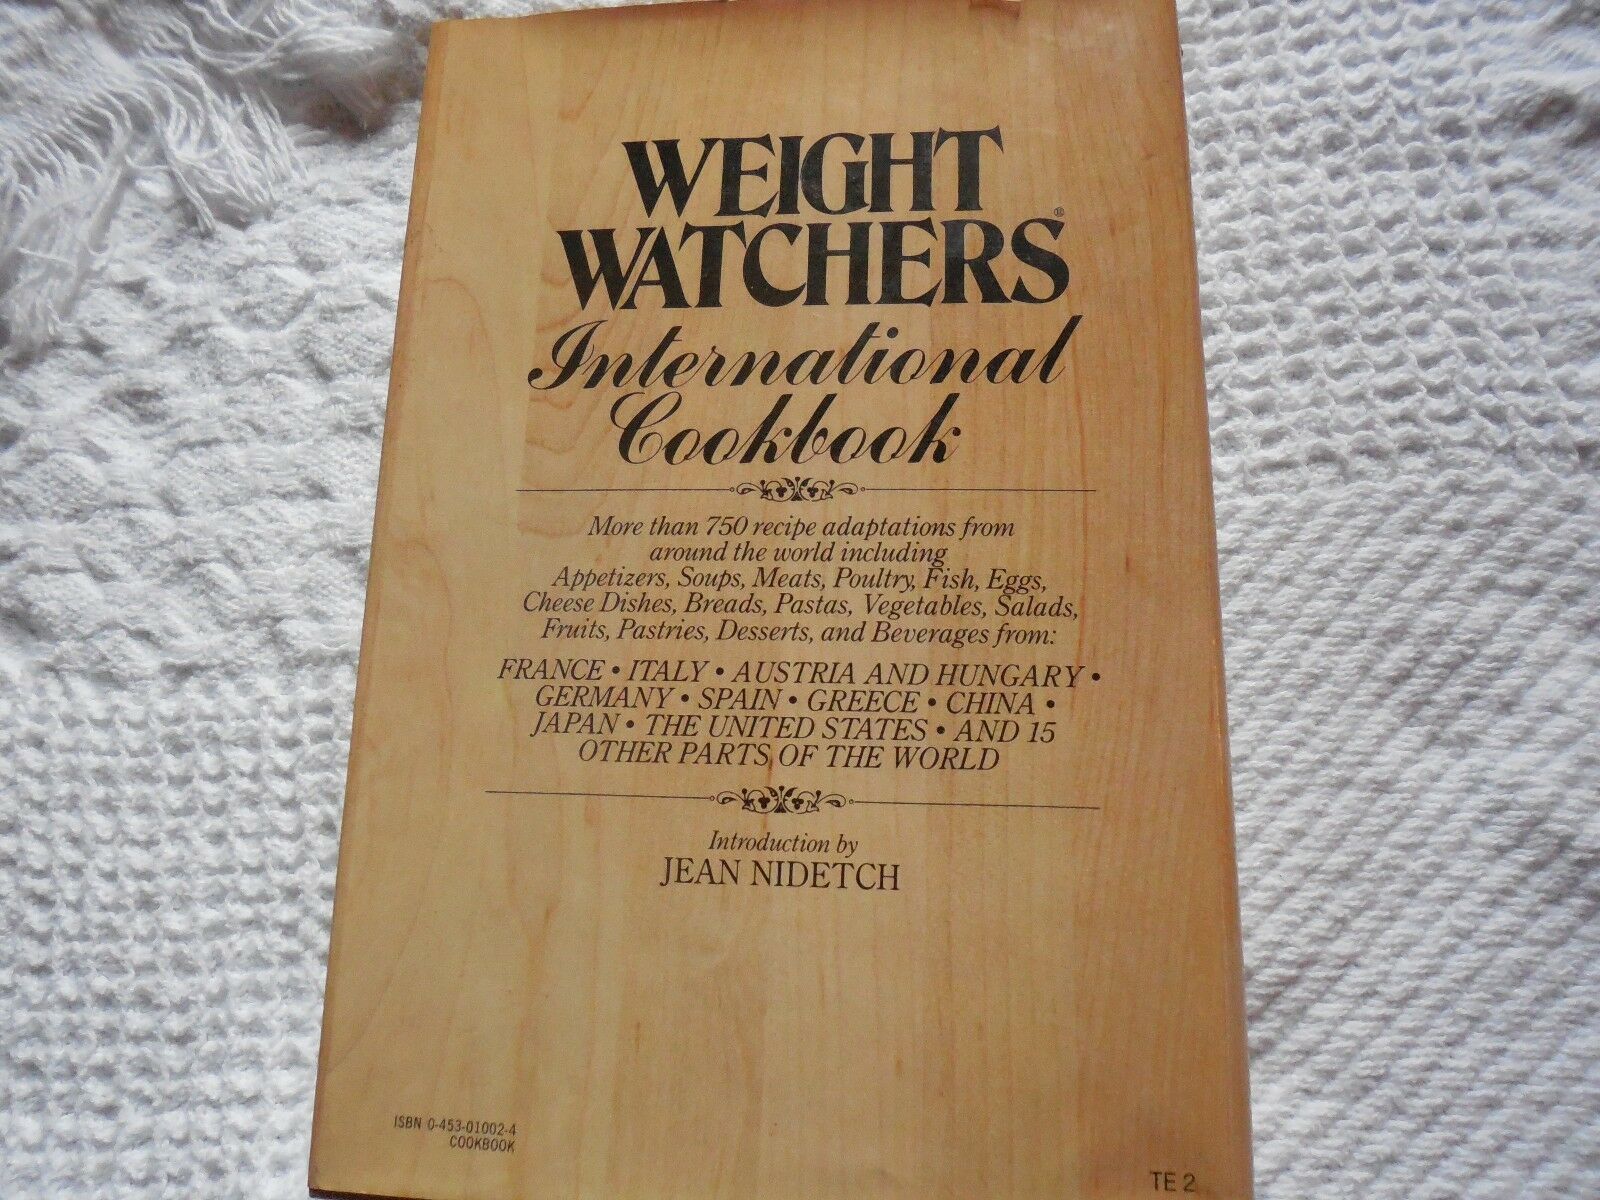 WEIGHT
WATCHERS®
International
Cookbook
More than 750 recipe adaptations from
around the world including
Appetizers, Soups, Meats, Poultry, Fish, Eggs,
Cheese Dishes, Breads, Pastas, Vegetables, Salads,
Fruits, Pastries, Desserts, and Beverages from:
FRANCE • ITALY • AUSTRIA AND HUNGARY •
GERMANY • SPAIN • GREECE • CHINA •
JAPAN • THE UNITED STATES • AND 15
OTHER PARTS OF THE WORLD
Introduction by
JEAN NIDETCH
ISBN 0-453-01002-4
COOKBOOK
TE 2